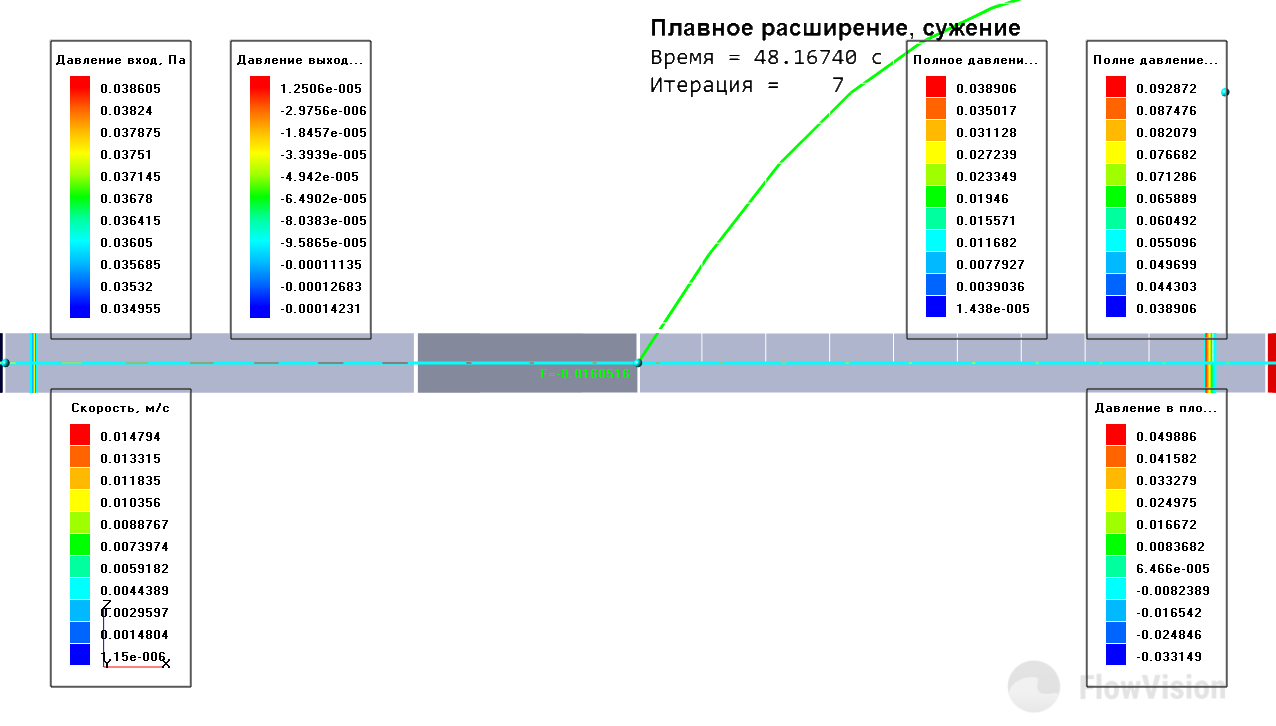 Плавное расширение, сужение
Время = 48.16740 с
Итерация = 7
Давление вход, Па
0.038605
0.03824
0.037875
0.03751
0.037145
0.03678
0.036415
0.03605
0.035685
0.03532
0.034955
Давление выход...
1.2506e-005
-2.9756e-006
-1.8457e-005
-3.3939e-005
-4.942e-005
-6.4902e-005
-8.0383e-005
-9.5865e-005
-0.00011135
-0.00012683
-0.00014231
Полное давлени...
0.038906
0.035017
0.031128
0.027239
0.023349
0.01946
0.015571
0.011682
0.0077927
0.0039036
1.438e-005
Полне давление...
0.092872
0.087476
0.082079
0.076682
0.071286
0.065889
0.060492
0.055096
0.049699
0.044303
0.038906
Скорость, м/с
0.014794
0.013315
0.011835
0.010356
0.0088767
0.0073974
0.0059182
0.0044389
0.0029597
0.0014804
1.15e-006
Z
Y
X
Давление в пло...
0.049886
0.041582
0.033279
0.024975
0.016672
0.0083682
6.466e-005
-0.0082389
-0.016542
-0.024846
-0.033149
FlowVision